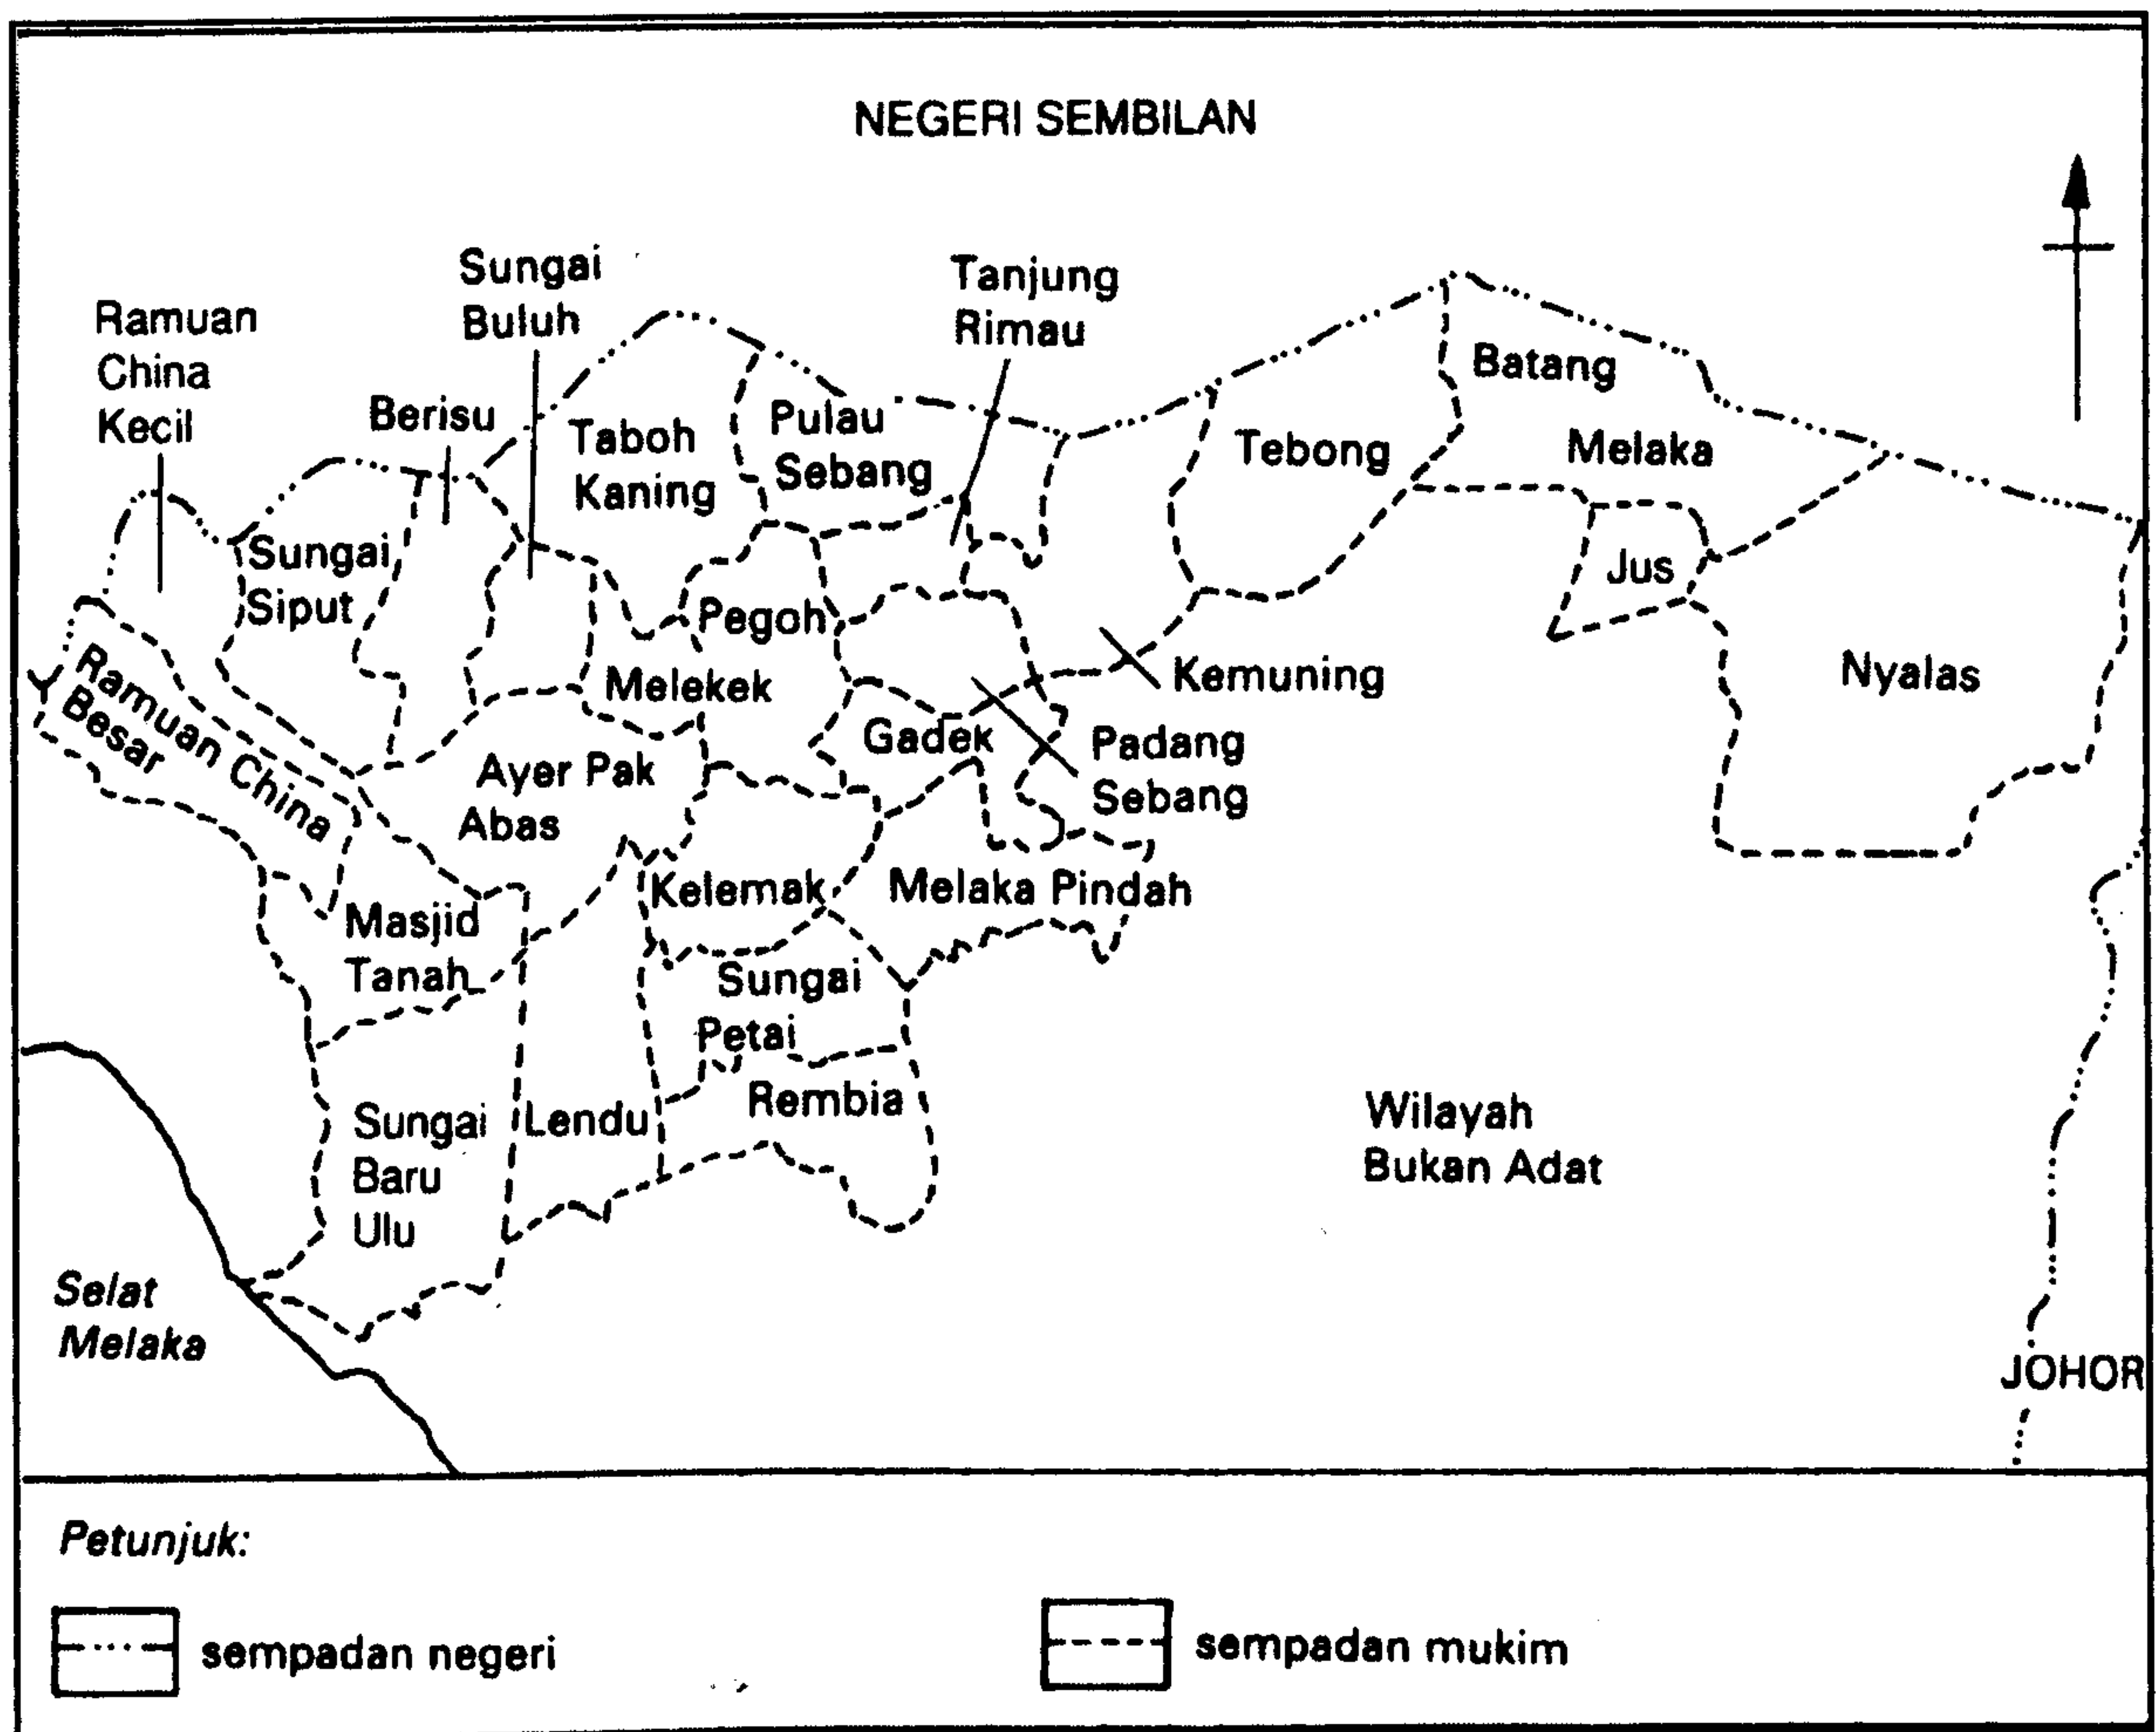 NEGERI SEMBILAN
Ramuan
China
Kecil
Berisu
Sungai
Buluh
Tanjung
Rimau
Taboh
Kaning
Pulau
Sebang
Tebong
Batang
Melaka
Sungai
Siput
Pegoh
Jus
Melekek
Kemuning
Nyalas
Ramuan China
Besar
Gadek
Padang
Sebang
Ayer Pak
Abas
Kelemak
Melaka Pindah
Masjid
Tanah
Sungai
Petai
Rembia
Sungai
Baru
Ulu
Lendu
Wilayah
Bukan Adat
Selat
Melaka
JOHOR
Petunjuk:
sempadan negeri
sempadan mukim